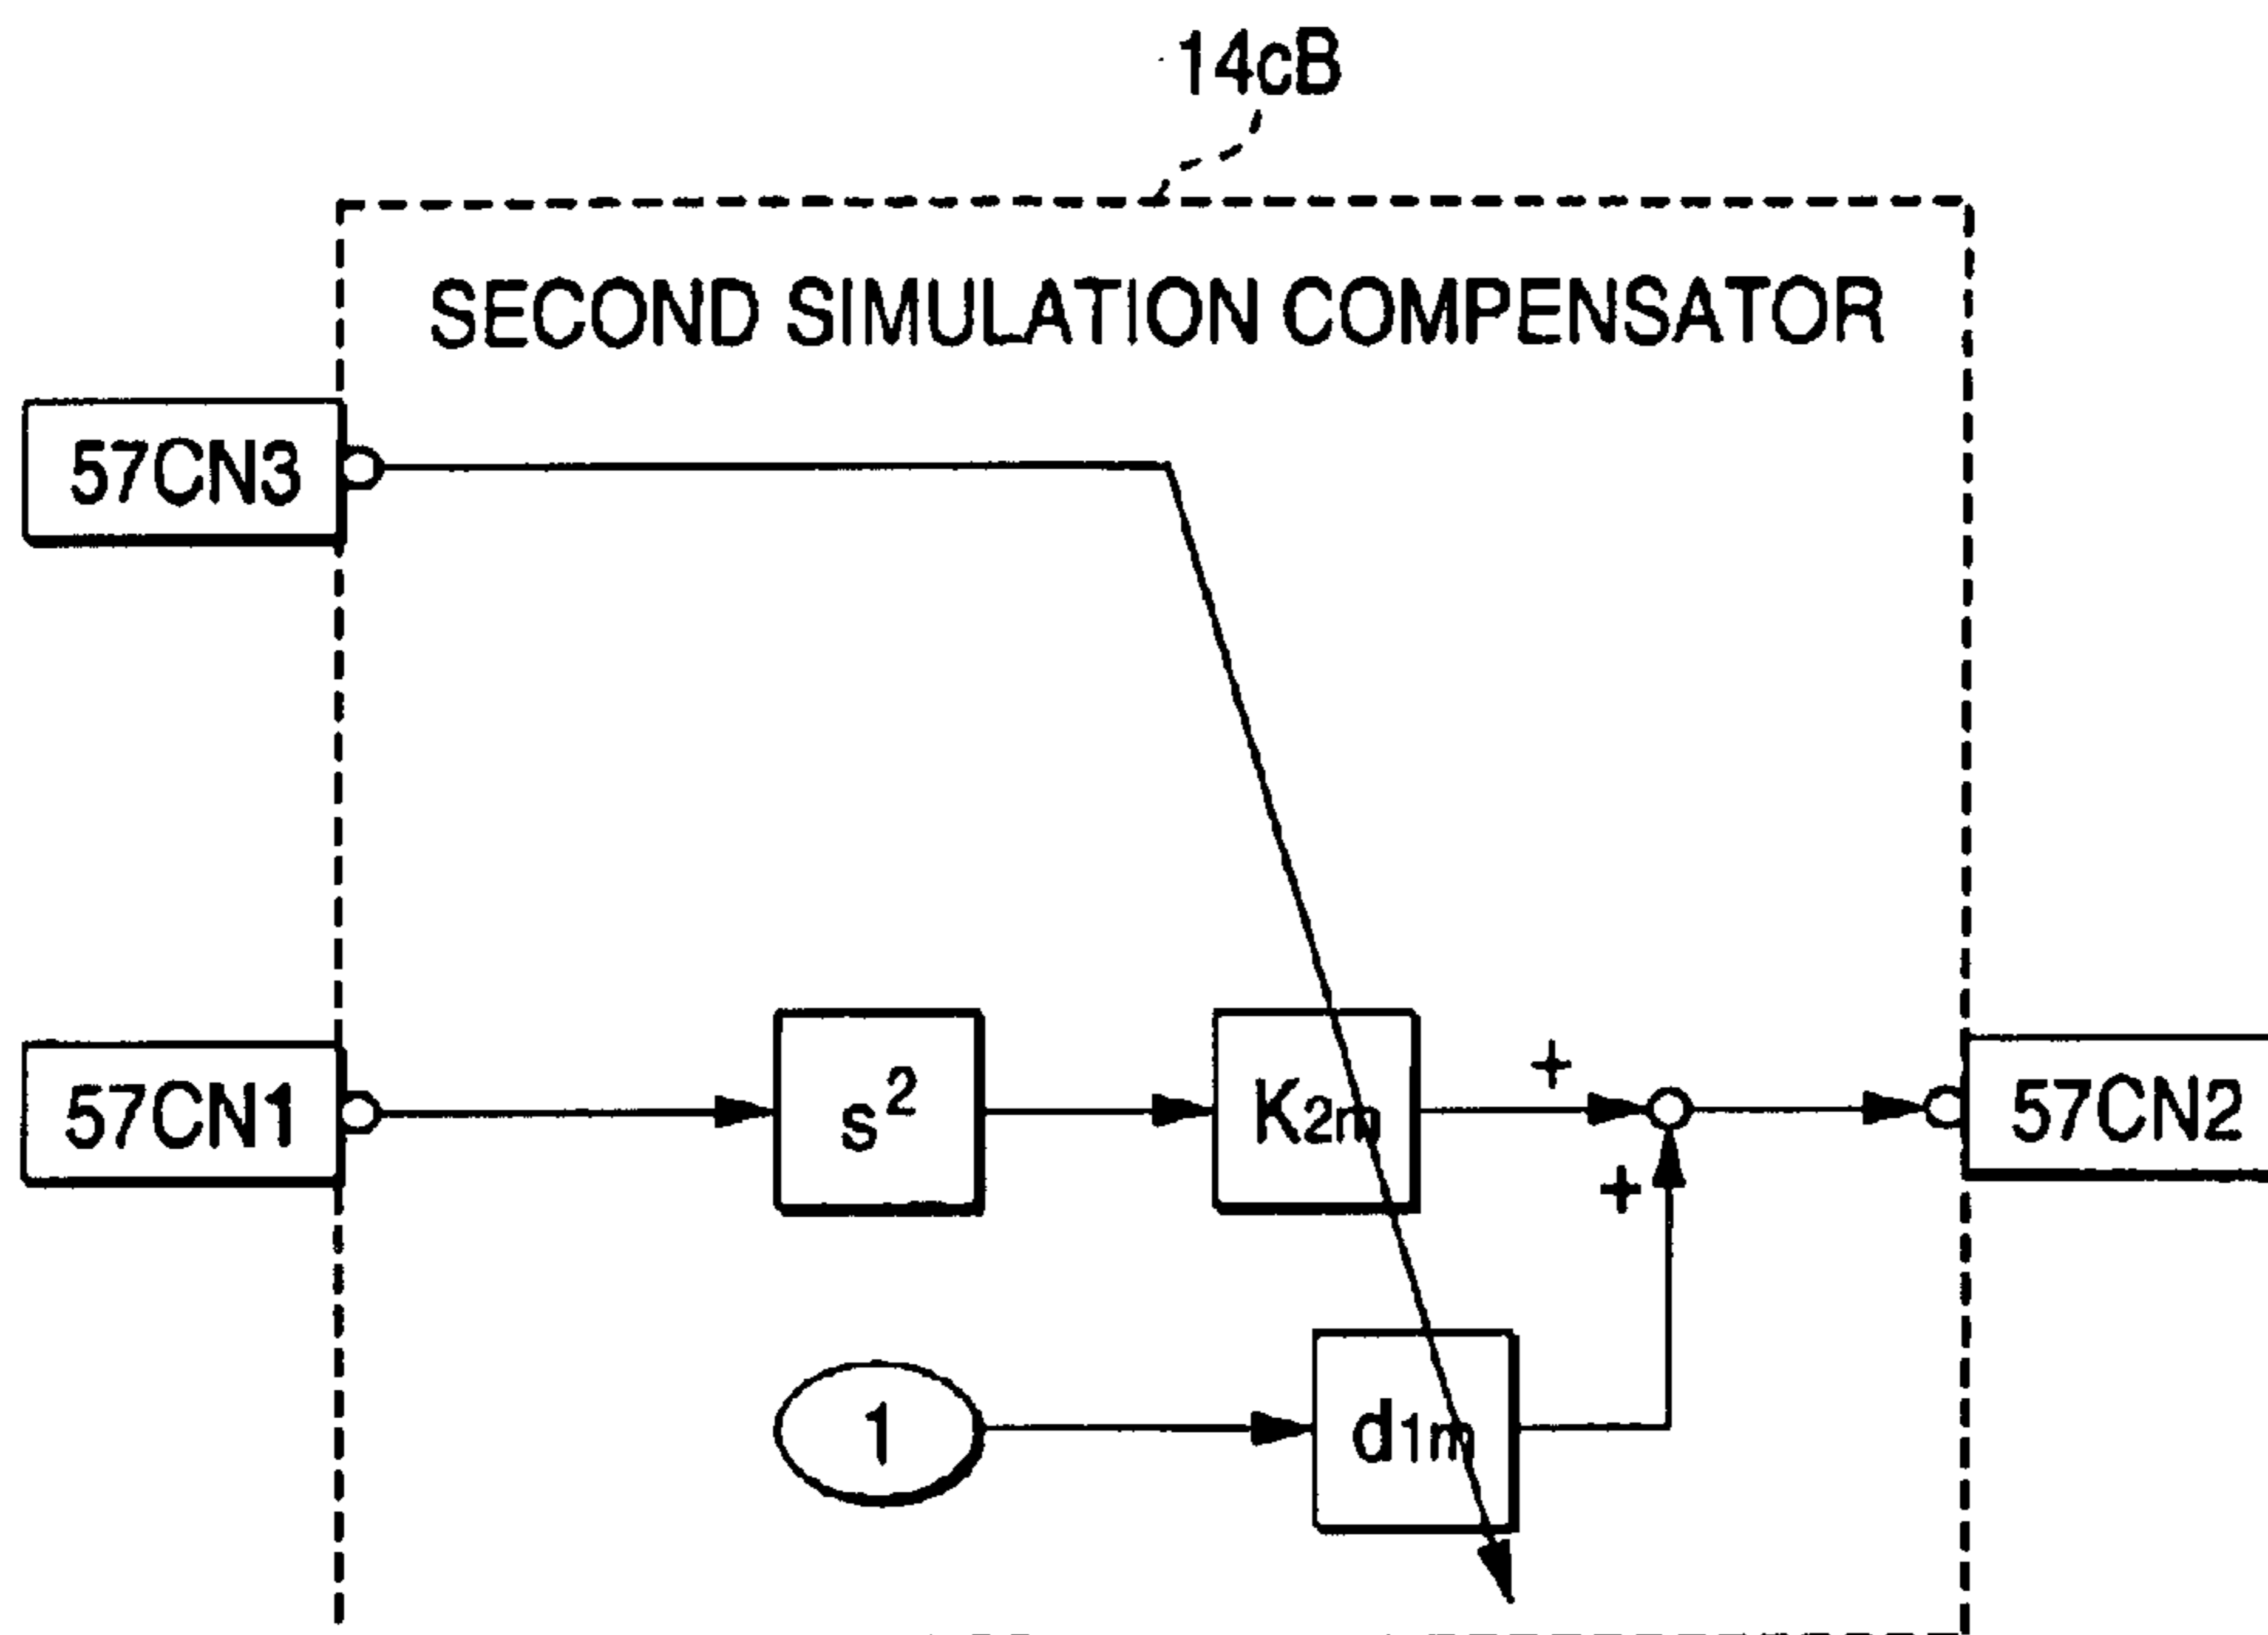 14cB
SECOND SIMULATION COMPENSATOR
57CN3
57CN1
s²
K2m
+
57CN2
+
1
d1m